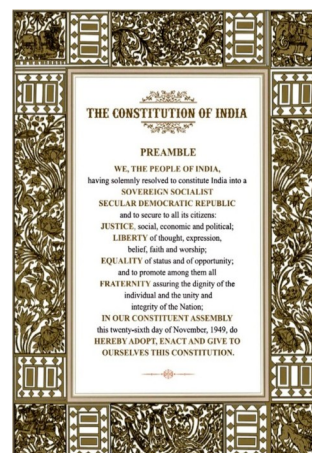 THE CONSTITUTION OF INDIA
PREAMBLE
WE, THE PEOPLE OF INDIA,
having solemnly resolved to constitute India into a
SOVEREIGN SOCIALIST
SECULAR DEMOCRATIC REPUBLIC
and to secure to all its citizens:
JUSTICE, social, economic and political;
LIBERTY of thought, expression,
belief, faith and worship;
EQUALITY of status and of opportunity;
and to promote among them all
FRATERNITY assuring the dignity of the
individual and the unity and
integrity of the Nation;
IN OUR CONSTITUENT ASSEMBLY
this twenty-sixth day of November, 1949, do
HEREBY ADOPT, ENACT AND GIVE TO
OURSELVES THIS CONSTITUTION.